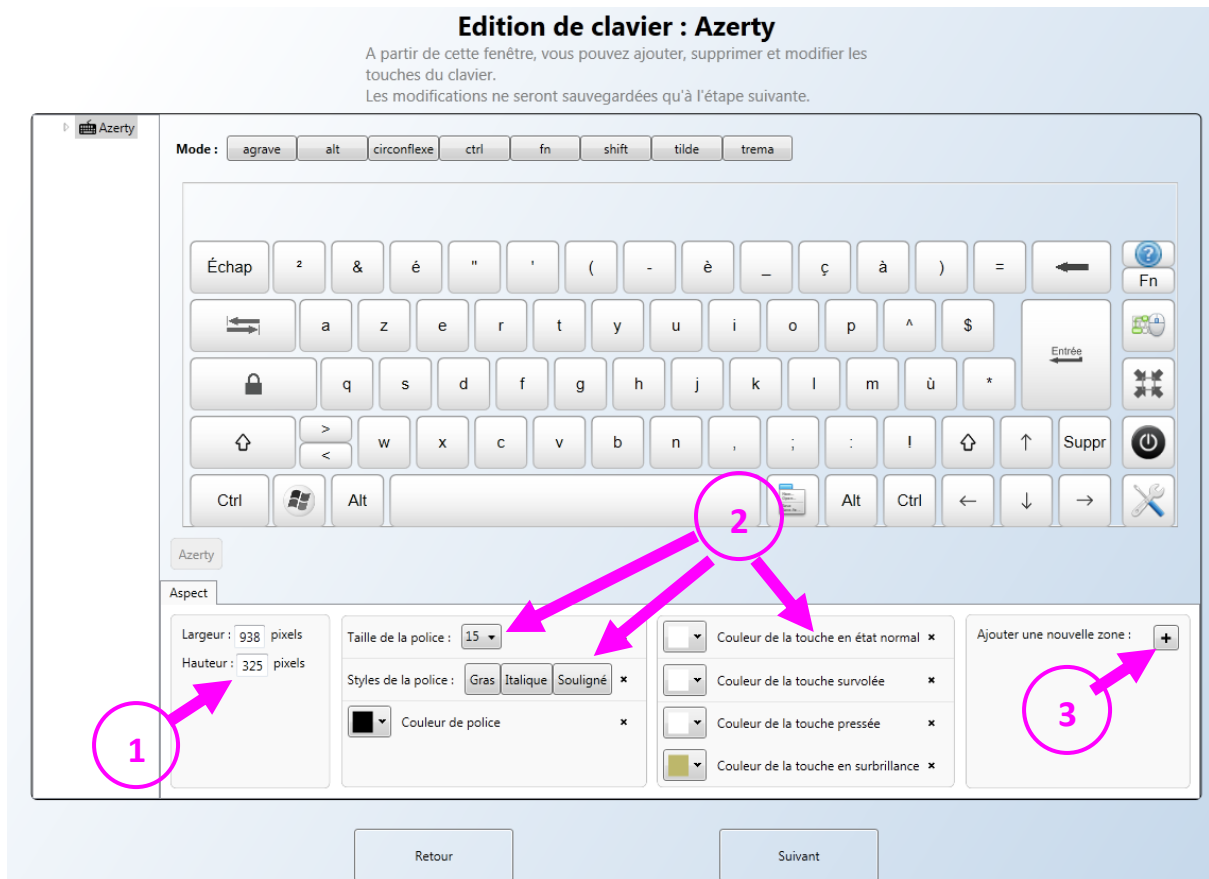 Edition de clavier : Azerty
A partir de cette fenêtre, vous pouvez ajouter, supprimer et modifier les
touches du clavier.
Les modifications ne seront sauvegardées qu'à l'étape suivante.
Azerty
Mode : agrave alt circonflexe ctrl fn shift tilde trema
Échap ² & é " ' ( - è _ ç à ) =
Fn
a z e r t y u i o p ^ $
Entrée
q s d f g h j k l m ù *
> < w x c v b n , ; : ! ↑ Suppr
Ctrl Alt Alt Ctrl ← ↓ →
Azerty
Aspect
Largeur : 938 pixels
Hauteur : 325 pixels
Taille de la police : 15
Styles de la police : Gras Italique Souligné ×
Couleur de police ×
Couleur de la touche en état normal ×
Couleur de la touche survolée ×
Couleur de la touche pressée ×
Couleur de la touche en surbrillance ×
Ajouter une nouvelle zone : +
1
2
3
Retour
Suivant